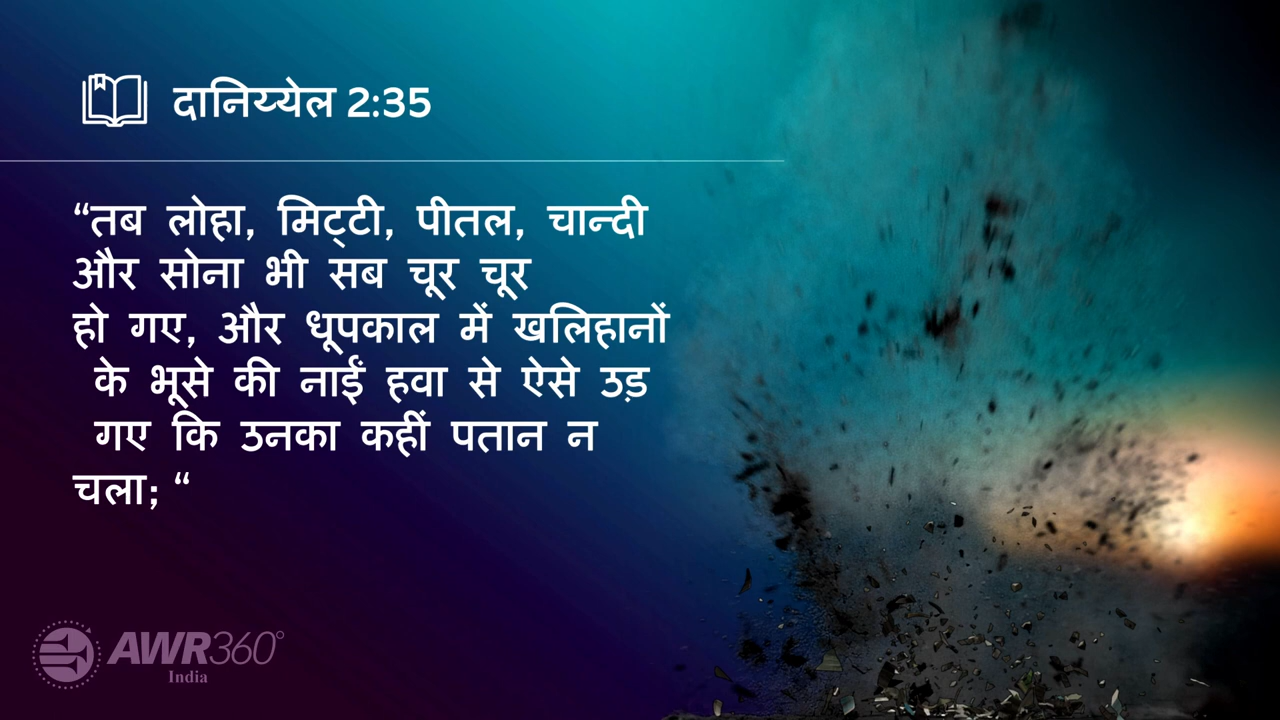 दानिय्येल 2:35
“तब लोहा, मिट्टी, पीतल, चान्दी
और सोना भी सब चूर चूर
हो गए, और धूपकाल में खलिहानों
के भूसे की नाईं हवा से ऐसे उड़
गए कि उनका कहीं पतान न
चला; “
AWR360°
India